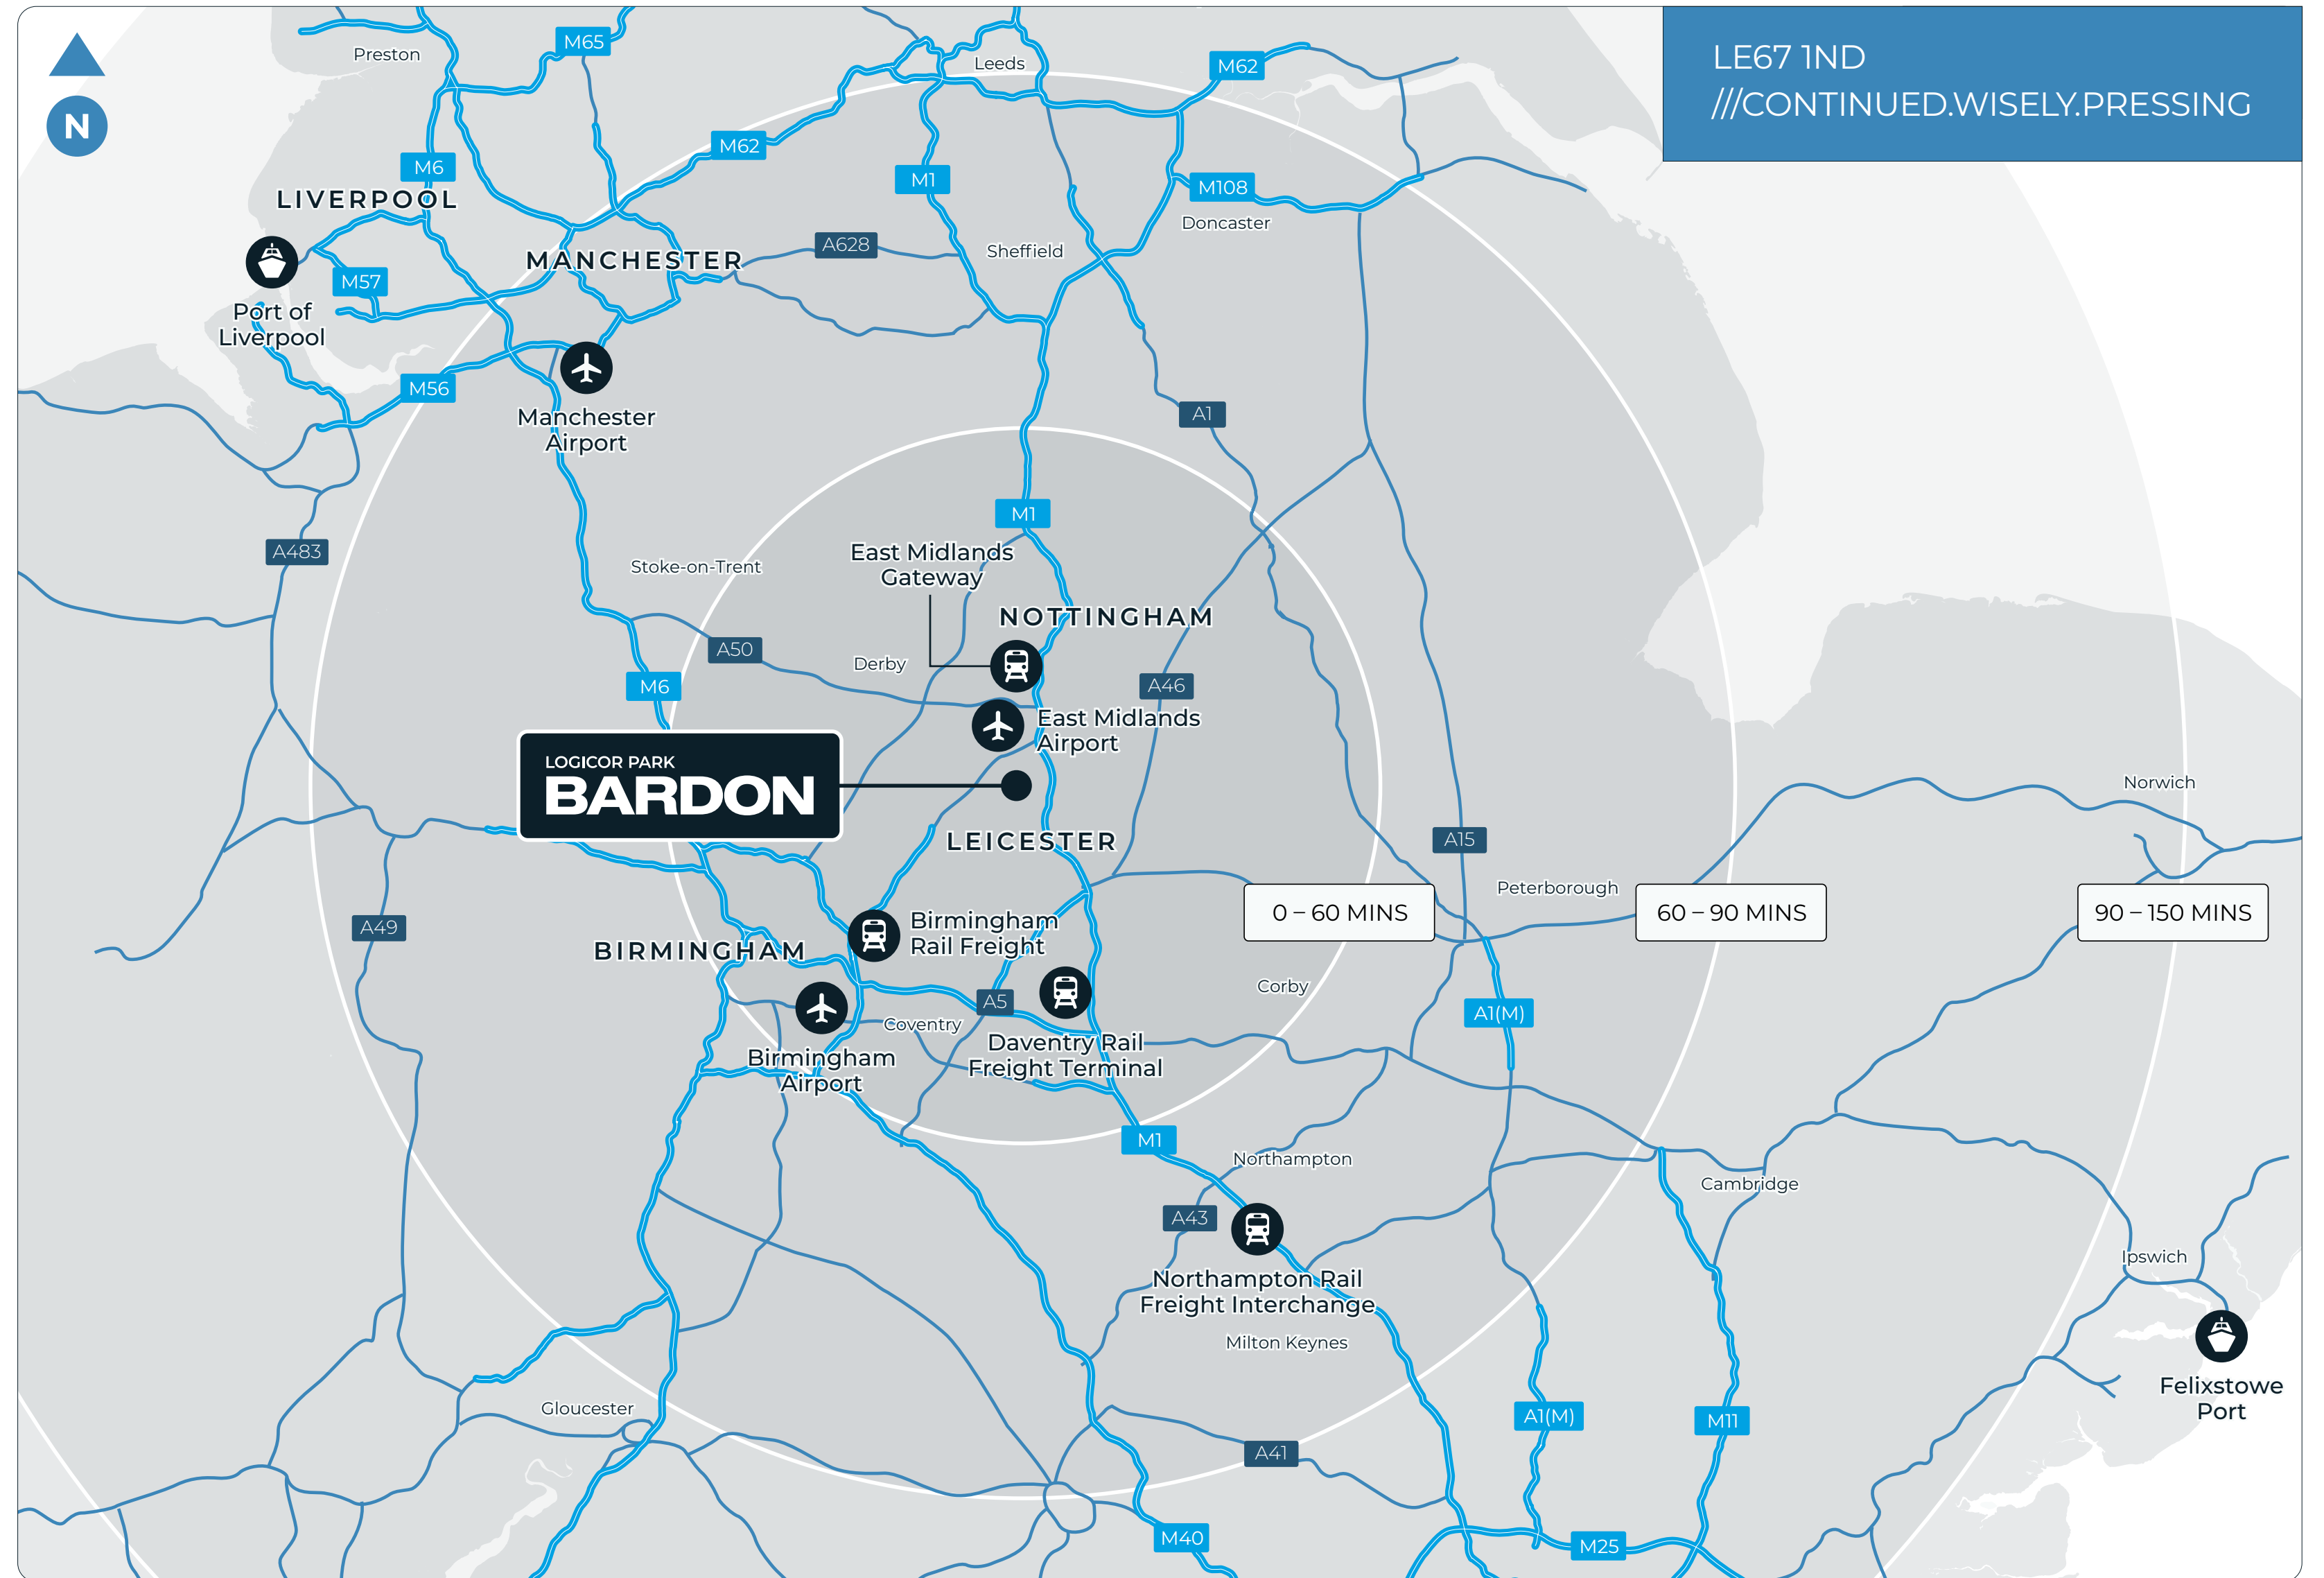 LE67 1ND
///CONTINUED.WISELY.PRESSING
N
Preston
M65
Leeds
M62
M62
M6
M1
M108
LIVERPOOL
Doncaster
A628
Sheffield
MANCHESTER
M57
Port of
Liverpool
M56
Manchester
Airport
A1
M1
A483
East Midlands
Gateway
Stoke-on-Trent
NOTTINGHAM
A50
Derby
M6
A46
East Midlands
Airport
LOGICOR PARK
BARDON
Norwich
LEICESTER
A15
Peterborough
0 – 60 MINS
60 – 90 MINS
90 – 150 MINS
A49
Birmingham
Rail Freight
BIRMINGHAM
Corby
A5
A1(M)
Coventry
Daventry Rail
Freight Terminal
Birmingham
Airport
M1
Northampton
Cambridge
A43
Ipswich
Northampton Rail
Freight Interchange
Milton Keynes
Felixstowe
Port
Gloucester
A1(M)
M11
A41
M40
M25